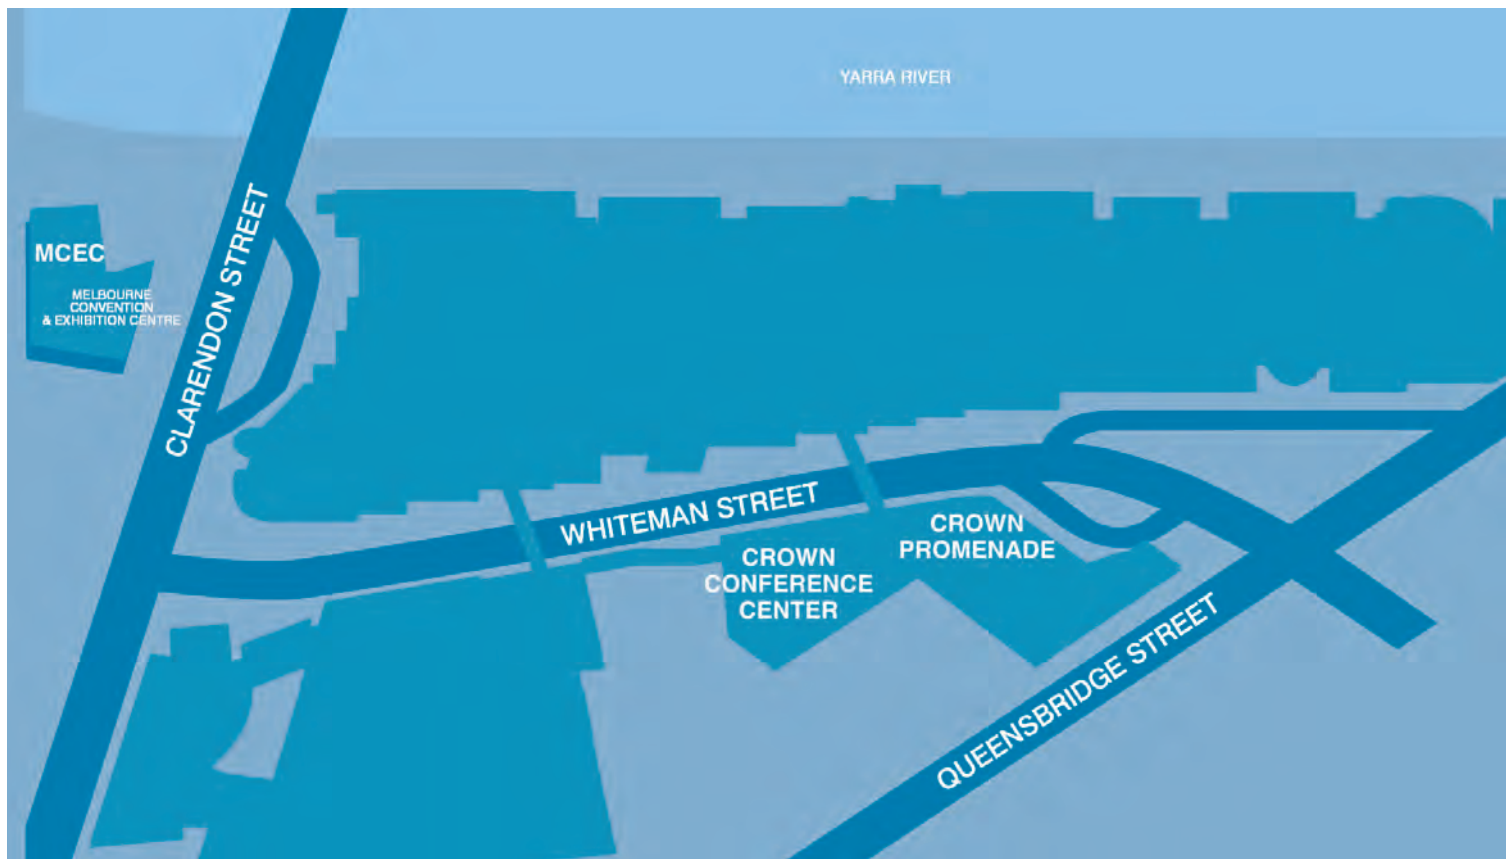 YARRA RIVER
MCEC
MELBOURNE
CONVENTION
& EXHIBITION CENTRE
CLARENDON STREET
WHITEMAN STREET
CROWN
PROMENADE
CROWN
CONFERENCE
CENTER
QUEENSBRIDGE STREET